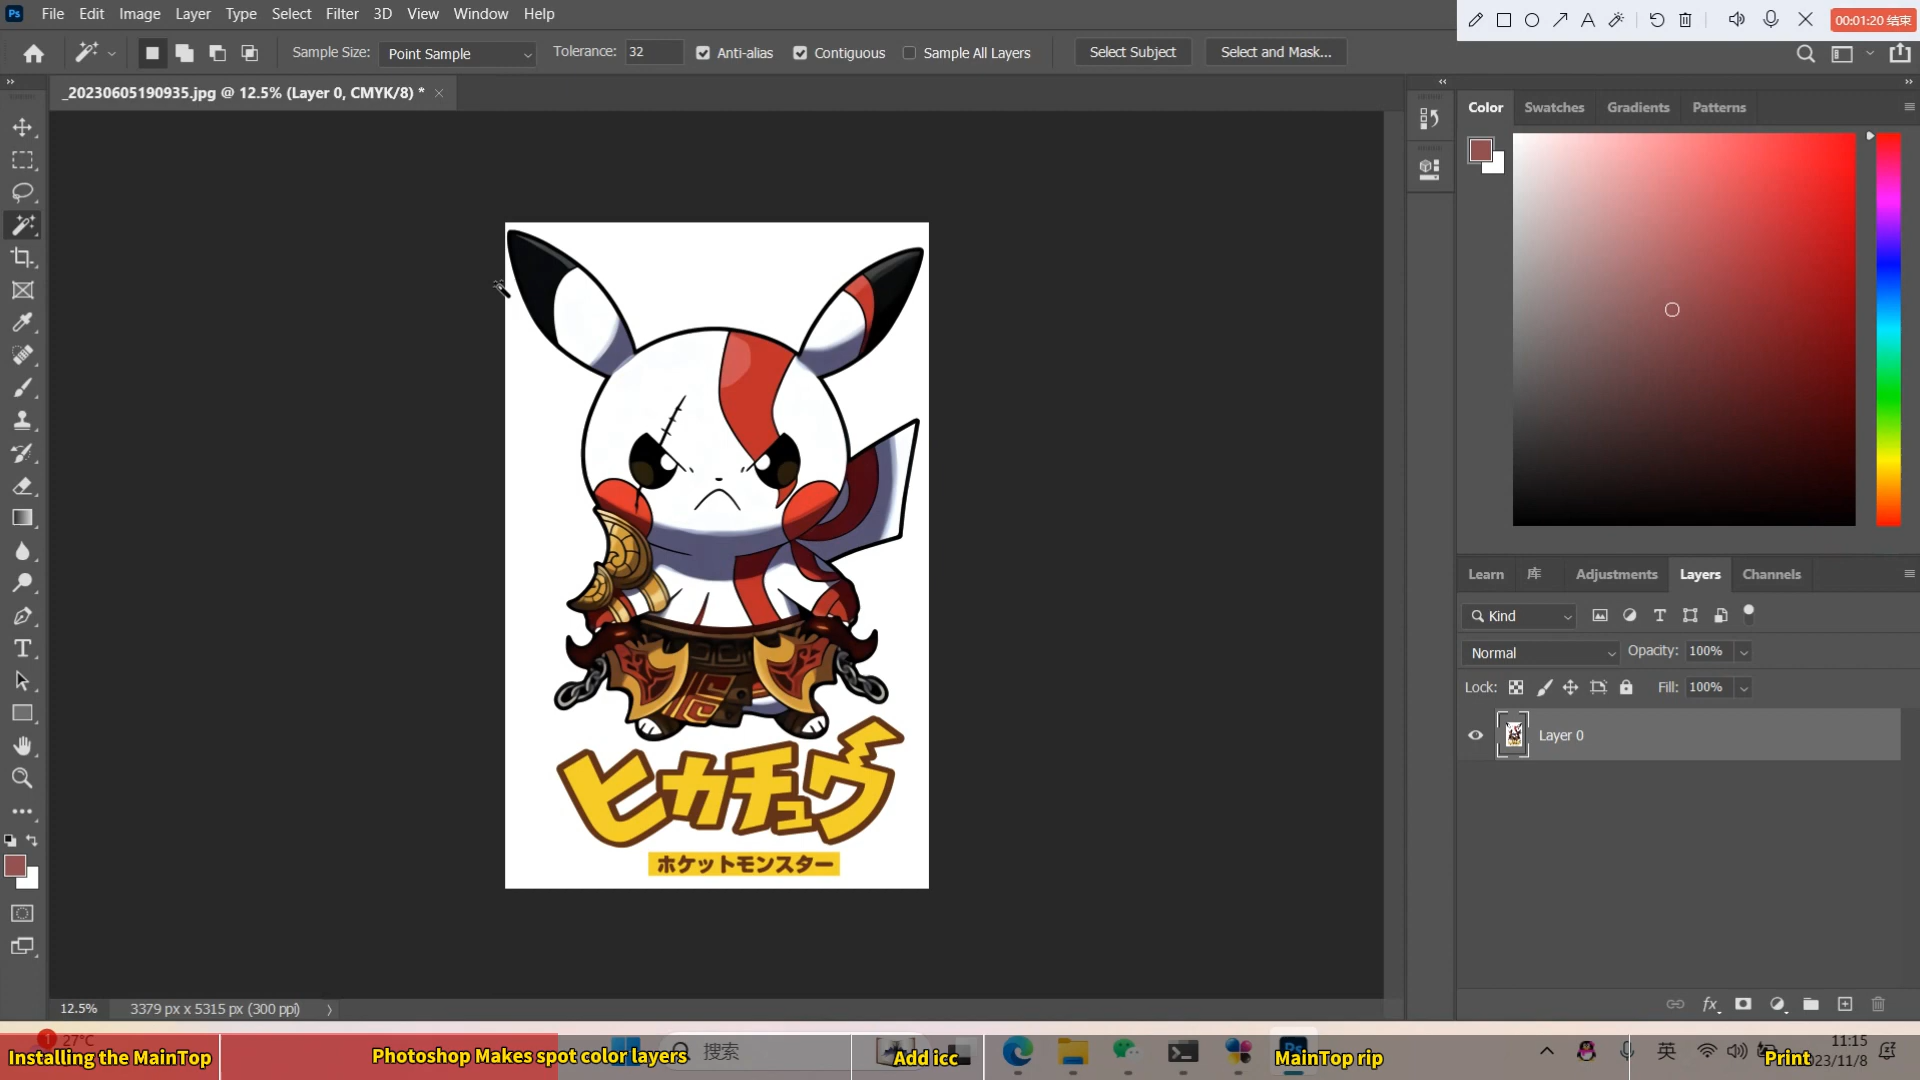 Ps File Edit Image Layer Type Select Filter 3D View Window Help
00:01:20 结束
Sample Size: Point Sample Tolerance: 32 Anti-alias Contiguous Sample All Layers Select Subject Select and Mask...
_20230605190935.jpg @ 12.5% (Layer 0, CMYK/8) * ×
Color Swatches Gradients Patterns
Learn 库 Adjustments Layers Channels
Kind
Normal Opacity: 100%
Lock: Fill: 100%
Layer 0
ヒカチュウ
ホケットモンスター
fx
12.5% 3379 px x 5315 px (300 ppi)
1 27°C
搜索
英
11:15
Installing the MainTop Photoshop Makes spot color layers Add icc MainTop rip Print